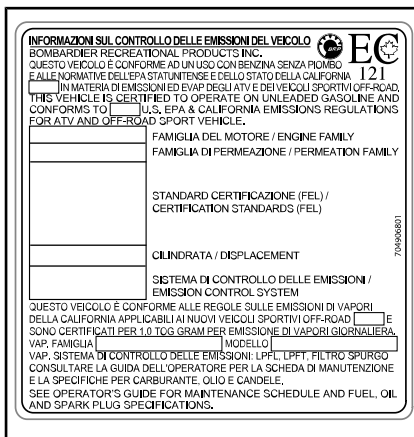 INFORMAZIONI SUL CONTROLLO DELLE EMISSIONI DEL VEICOLO
BOMBARDIER RECREATIONAL PRODUCTS INC.
BRP
EC
121
QUESTO VEICOLO È CONFORME AD UN USO CON BENZINA SENZA PIOMBO
E ALLE NORMATIVE DELL'EPA STATUNITENSE E DELLO STATO DELLA CALIFORNIA
IN MATERIA DI EMISSIONI ED EVAP DEGLI ATV E DEI VEICOLI SPORTIVI OFF-ROAD.
THIS VEHICLE IS CERTIFIED TO OPERATE ON UNLEADED GASOLINE AND
CONFORMS TO U.S, EPA & CALIFORNIA EMISSIONS REGULATIONS
FOR ATV AND OFF-ROAD SPORT VEHICLE.
FAMIGLIA DEL MOTORE / ENGINE FAMILY
FAMIGLIA DI PERMEAZIONE / PERMEATION FAMILY
STANDARD CERTIFICAZIONE (FEL) /
CERTIFICATION STANDARDS (FEL)
CILINDRATA / DISPLACEMENT
SISTEMA DI CONTROLLO DELLE EMISSIONI /
EMISSION CONTROL SYSTEM
704906801
QUESTO VEICOLO È CONFORME ALLE REGOLE SULLE EMISSIONI DI VAPORI
DELLA CALIFORNIA APPLICABILI AI NUOVI VEICOLI SPORTIVI OFF-ROAD E
SONO CERTIFICATI PER 1,0 TOG GRAM PER EMISSIONE DI VAPORI GIORNALIERA.
VAP, FAMIGLIA MODELLO
VAP, SISTEMA DI CONTROLLO DELLE EMISSIONI: LPFL, LPFT, FILTRO SPURGO
CONSULTARE LA GUIDA DELL'OPERATORE PER LA SCHEDA DI MANUTENZIONE
E LA SPECIFICHE PER CARBURANTE, OLIO E CANDELE,
SEE OPERATOR'S GUIDE FOR MAINTENANCE SCHEDULE AND FUEL, OIL
AND SPARK PLUG SPECIFICATIONS.